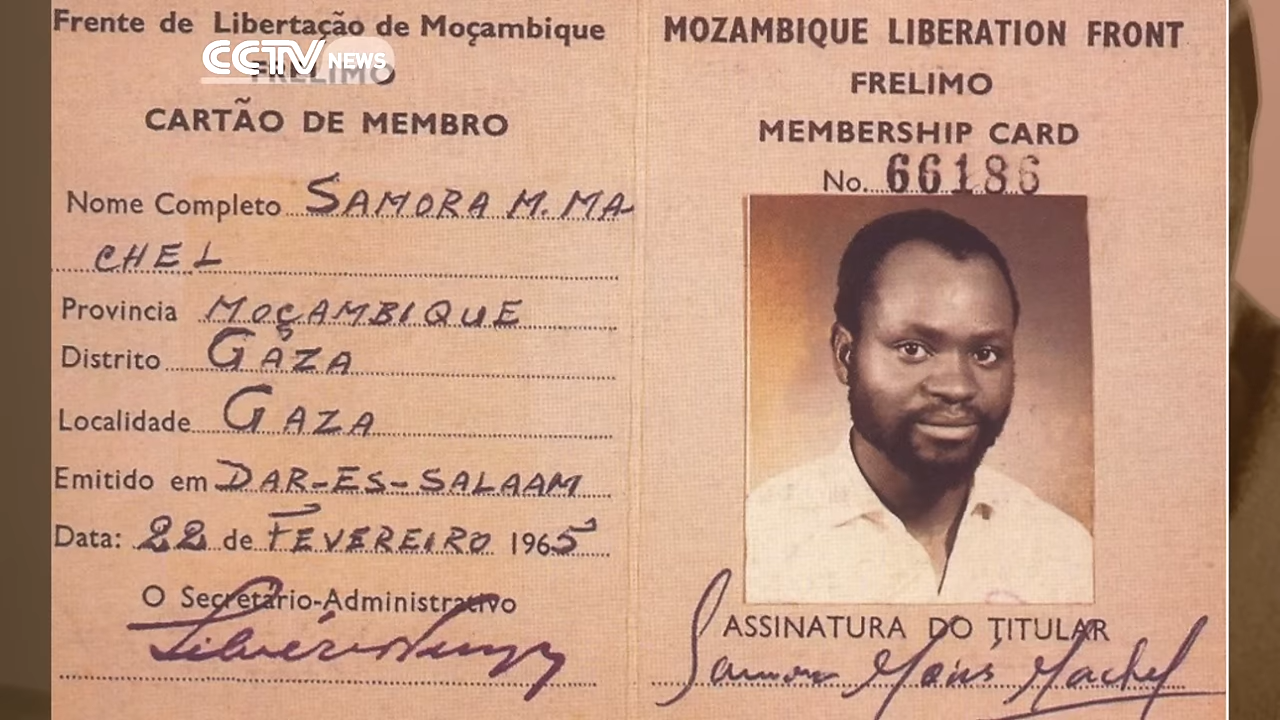 Frente de Libertação de Moçambique
CCTV NEWS
FRELIMO
CARTÃO DE MEMBRO
Nome Completo SAMORA M. MA-
CHEL
Provincia MOÇAMBIQUE
Distrito GAZA
Localidade GAZA
Emitido em DAR-ES-SALAAM
Data: 22 de FEVEREIRO 1965
O Secretário-Administrativo
MOZAMBIQUE LIBERATION FRONT
FRELIMO
MEMBERSHIP CARD
No. 66186
ASSINATURA DO TITULAR
Samora Moisés Machel